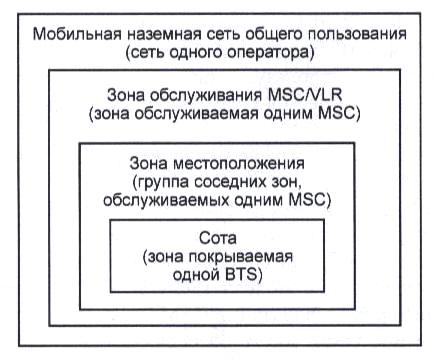 Мобильная наземная сеть общего пользования
(сеть одного оператора)
Зона обслуживания MSC/VLR
(зона обслуживаемая одним MSC)
Зона местоположения
(группа соседних зон,
обслуживаемых одним MSC)
Сота
(зона покрываемая
одной BTS)